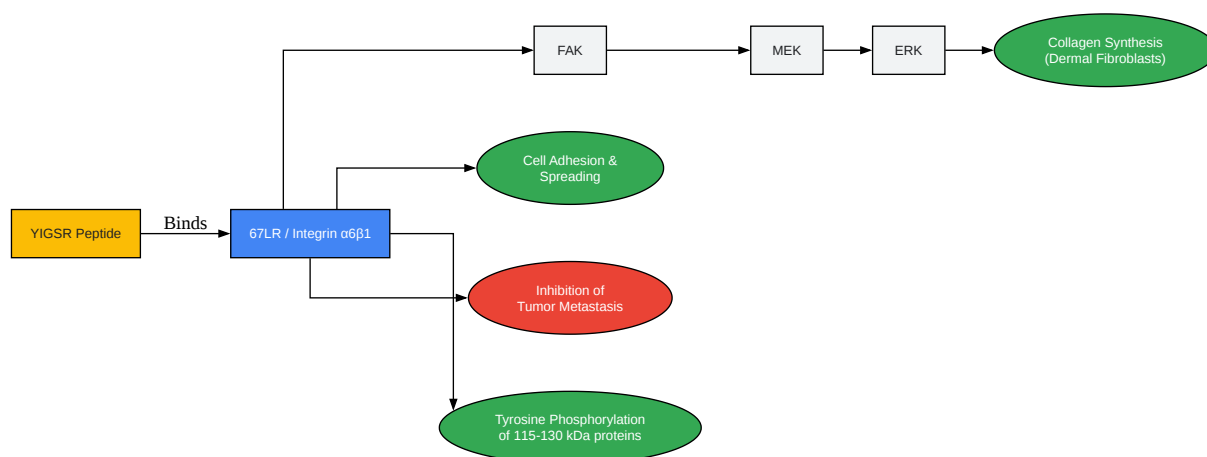 FAK
MEK
ERK
Collagen Synthesis
(Dermal Fibroblasts)
Cell Adhesion &
Spreading
YIGSR Peptide
Binds
67LR / Integrin α6β1
Inhibition of
Tumor Metastasis
Tyrosine Phosphorylation
of 115-130 kDa proteins